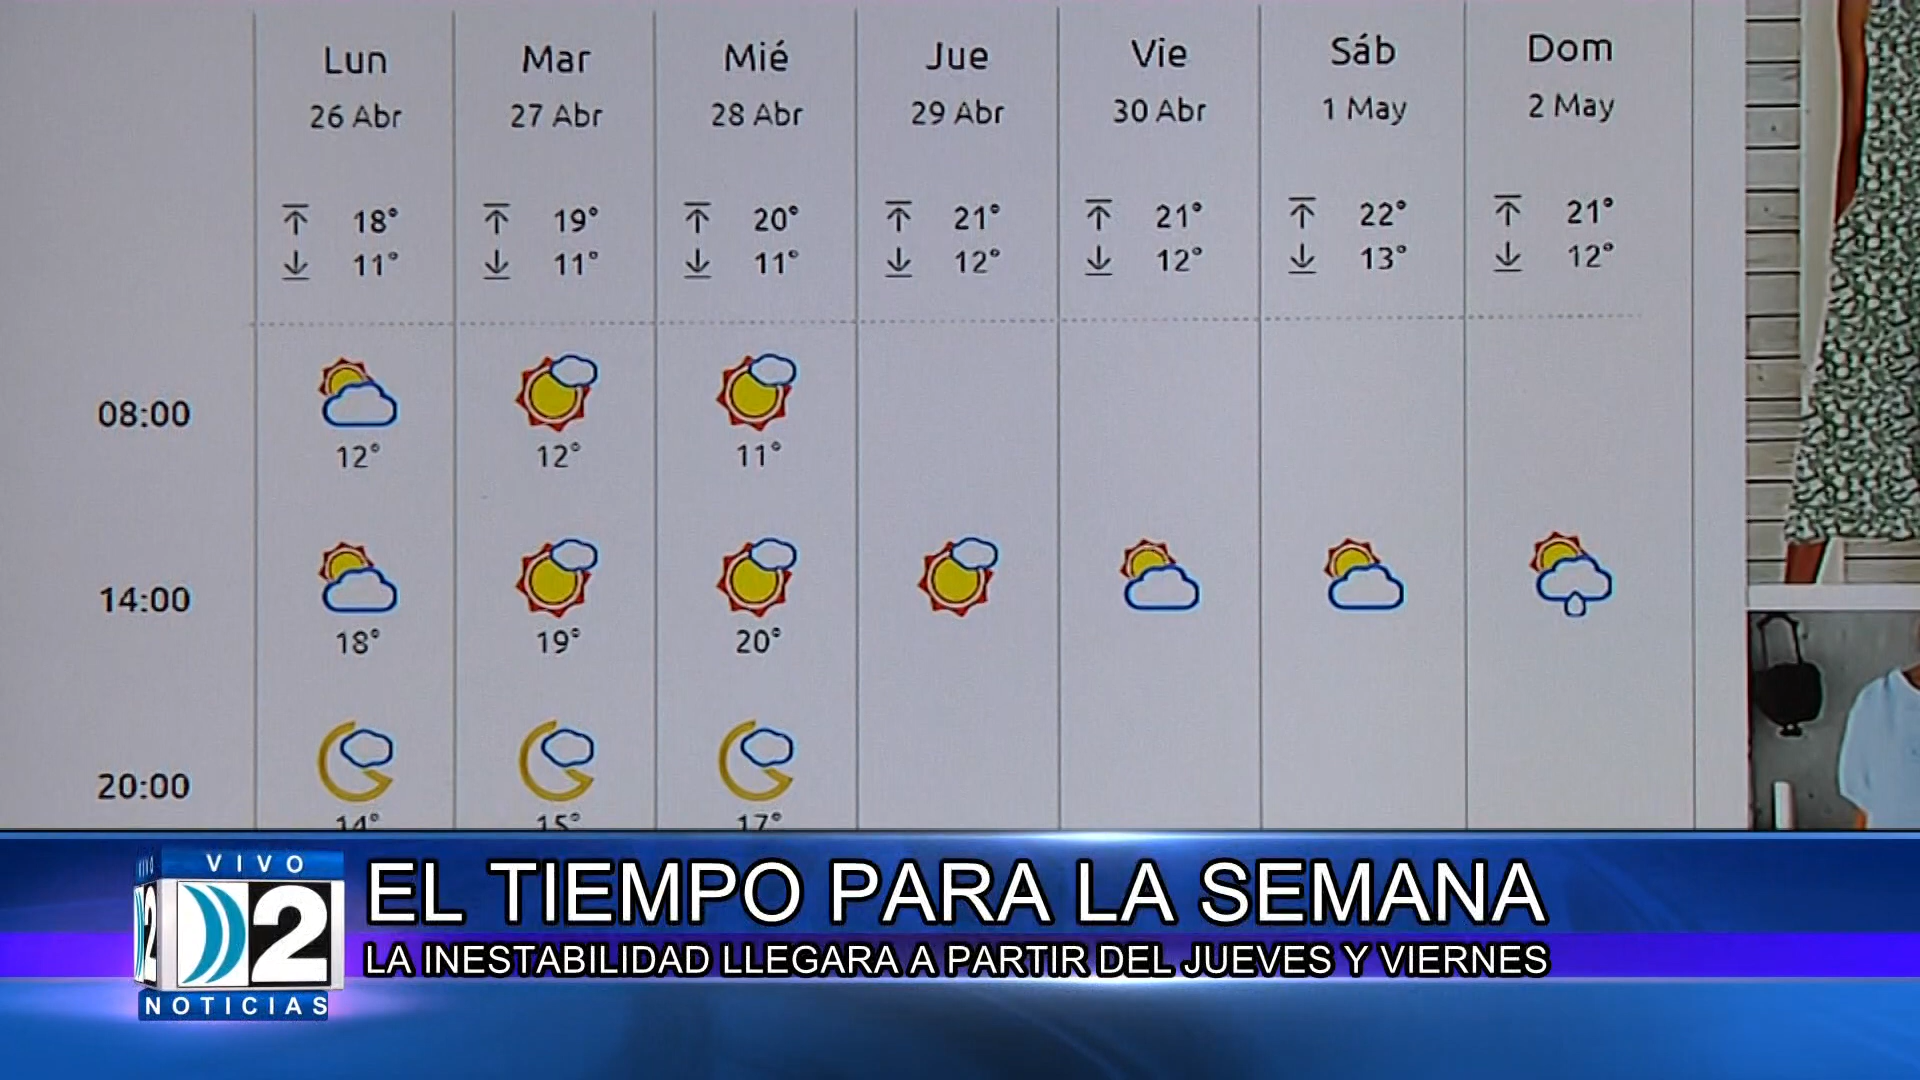 Lun Mar Mié Jue Vie Sáb Dom
26 Abr 27 Abr 28 Abr 29 Abr 30 Abr 1 May 2 May
18° 19° 20° 21° 21° 22° 21°
11° 11° 11° 12° 12° 13° 12°
08:00
12° 12° 11°
14:00
18° 19° 20°
20:00
14° 15° 17°
VIVO
2
NOTICIAS
EL TIEMPO PARA LA SEMANA
LA INESTABILIDAD LLEGARA A PARTIR DEL JUEVES Y VIERNES